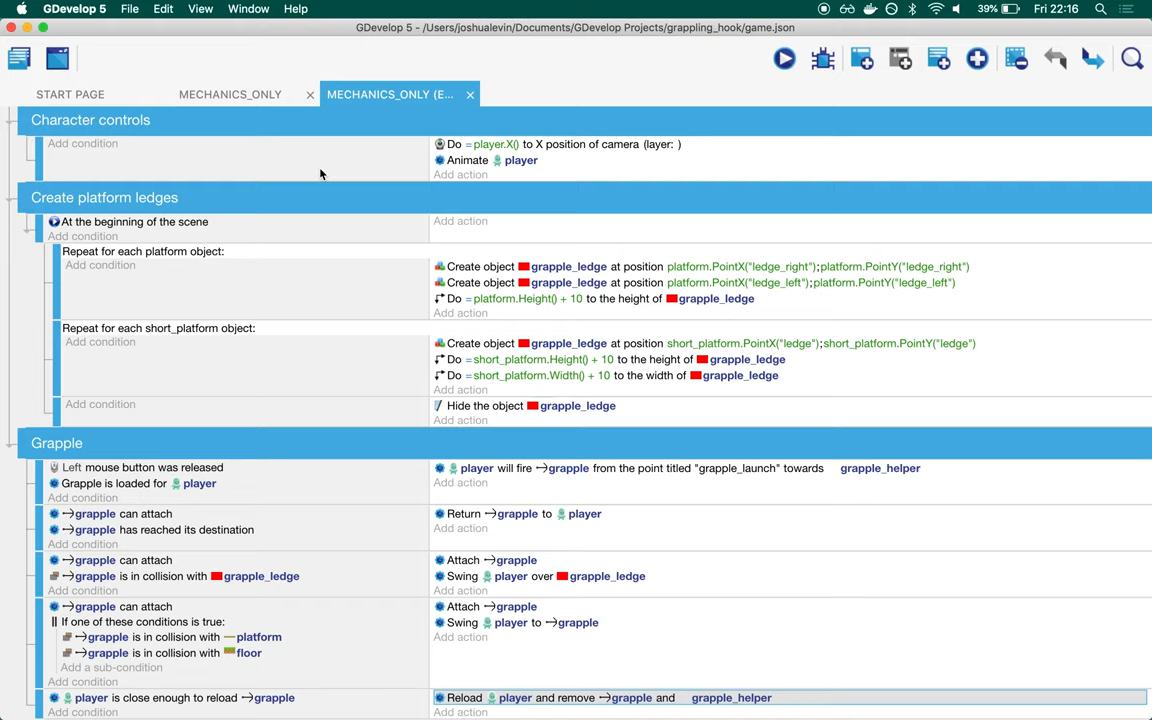 GDevelop 5 File Edit View Window Help 39% Fri 22:16
GDevelop 5 - /Users/joshualevin/Documents/GDevelop Projects/grappling_hook/game.json
START PAGE MECHANICS_ONLY × MECHANICS_ONLY (E... ×
Character controls
Add condition
Do =player.X() to X position of camera (layer: )
Animate player
Add action
Create platform ledges
At the beginning of the scene
Add condition
Add action
Repeat for each platform object:
Add condition
Create object grapple_ledge at position platform.PointX("ledge_right");platform.PointY("ledge_right")
Create object grapple_ledge at position platform.PointX("ledge_left");platform.PointY("ledge_left")
Do =platform.Height() + 10 to the height of grapple_ledge
Add action
Repeat for each short_platform object:
Add condition
Create object grapple_ledge at position short_platform.PointX("ledge");short_platform.PointY("ledge")
Do =short_platform.Height() + 10 to the height of grapple_ledge
Do =short_platform.Width() + 10 to the width of grapple_ledge
Add action
Add condition
Hide the object grapple_ledge
Add action
Grapple
Left mouse button was released
Grapple is loaded for player
Add condition
player will fire grapple from the point titled "grapple_launch" towards grapple_helper
Add action
grapple can attach
grapple has reached its destination
Add condition
Return grapple to player
Add action
grapple can attach
grapple is in collision with grapple_ledge
Add condition
Attach grapple
Swing player over grapple_ledge
Add action
grapple can attach
If one of these conditions is true:
grapple is in collision with platform
grapple is in collision with floor
Add a sub-condition
Add condition
Attach grapple
Swing player to grapple
Add action
player is close enough to reload grapple
Add condition
Reload player and remove grapple and grapple_helper
Add action